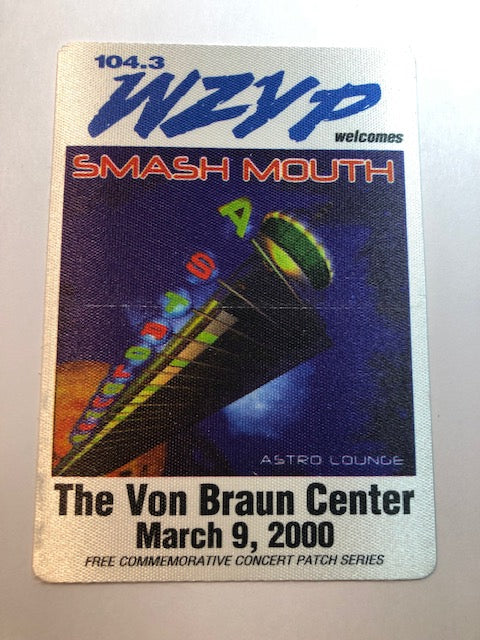 104.3
WZYP
welcomes
SMASH MOUTH
ASTRO LOUNGE
The Von Braun Center
March 9, 2000
FREE COMMEMORATIVE CONCERT PATCH SERIES